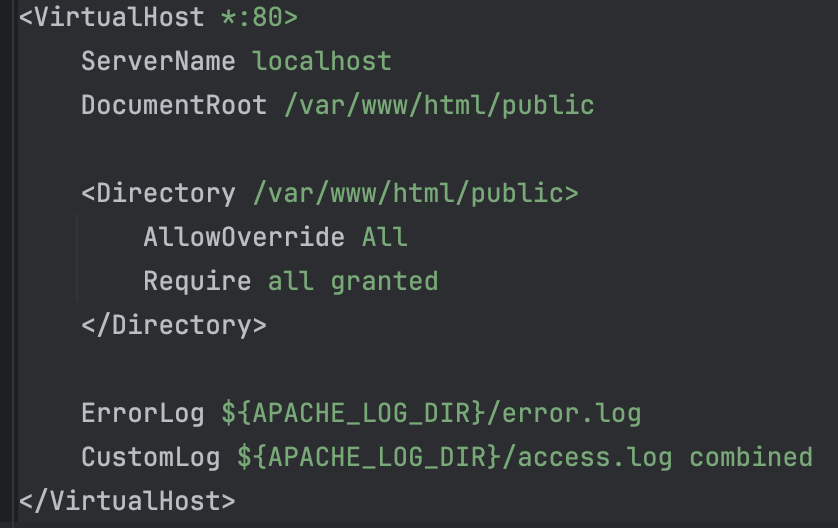 <VirtualHost *:80>
    ServerName localhost
    DocumentRoot /var/www/html/public

    <Directory /var/www/html/public>
        AllowOverride All
        Require all granted
    </Directory>

    ErrorLog ${APACHE_LOG_DIR}/error.log
    CustomLog ${APACHE_LOG_DIR}/access.log combined
</VirtualHost>